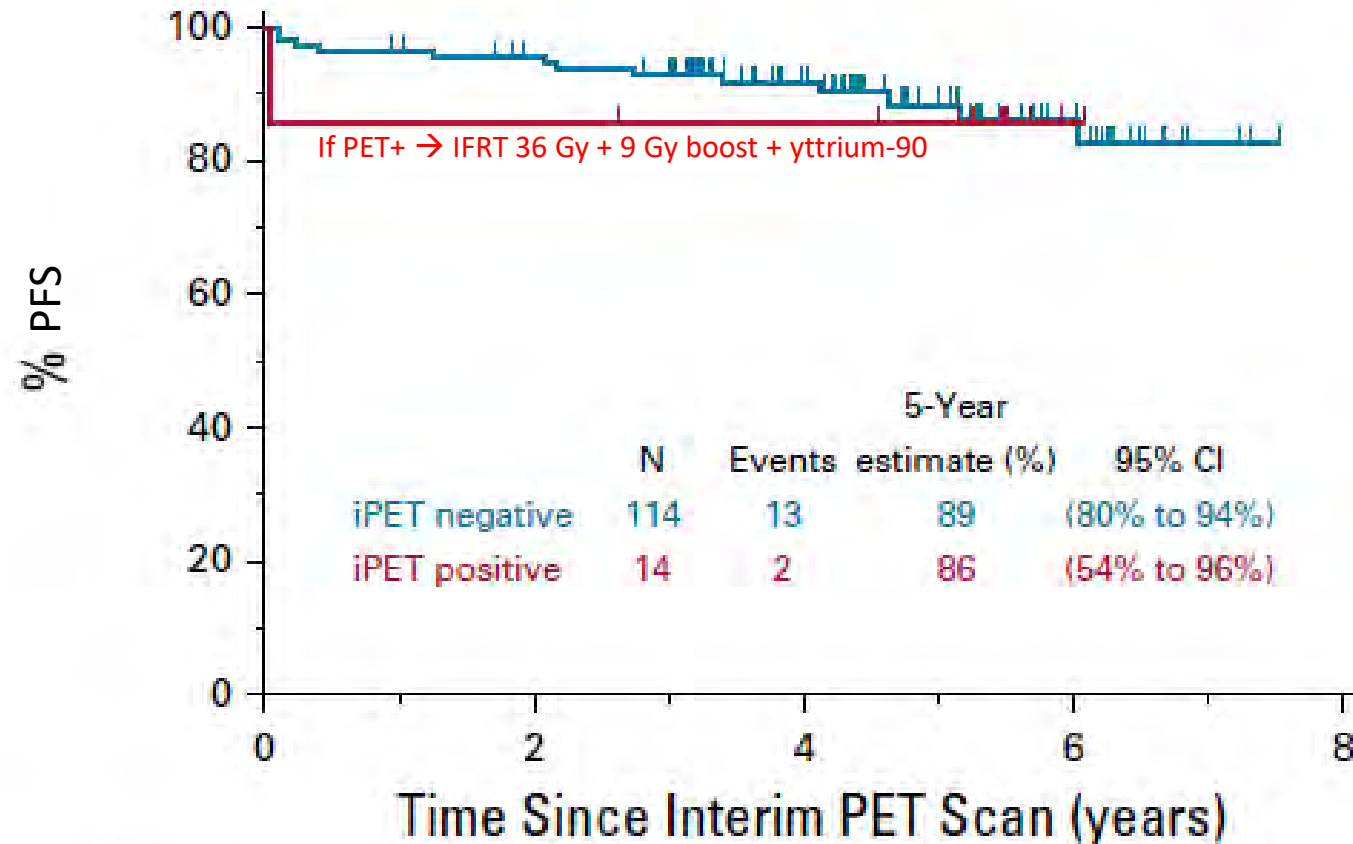 100
80
60
40
20
0
% PFS
If PET+ → IFRT 36 Gy + 9 Gy boost + yttrium-90
5-Year
N Events estimate (%) 95% CI
iPET negative 114 13 89 (80% to 94%)
iPET positive 14 2 86 (54% to 96%)
0 2 4 6 8
Time Since Interim PET Scan (years)